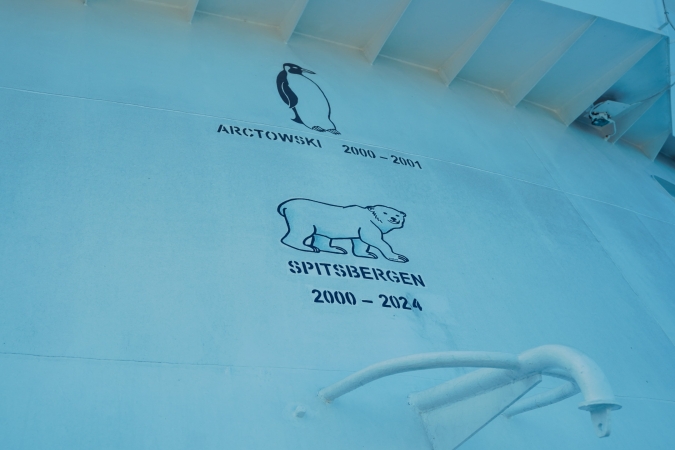 ARCTOWSKI 2000 – 2001
SPITSBERGEN
2000 – 2024